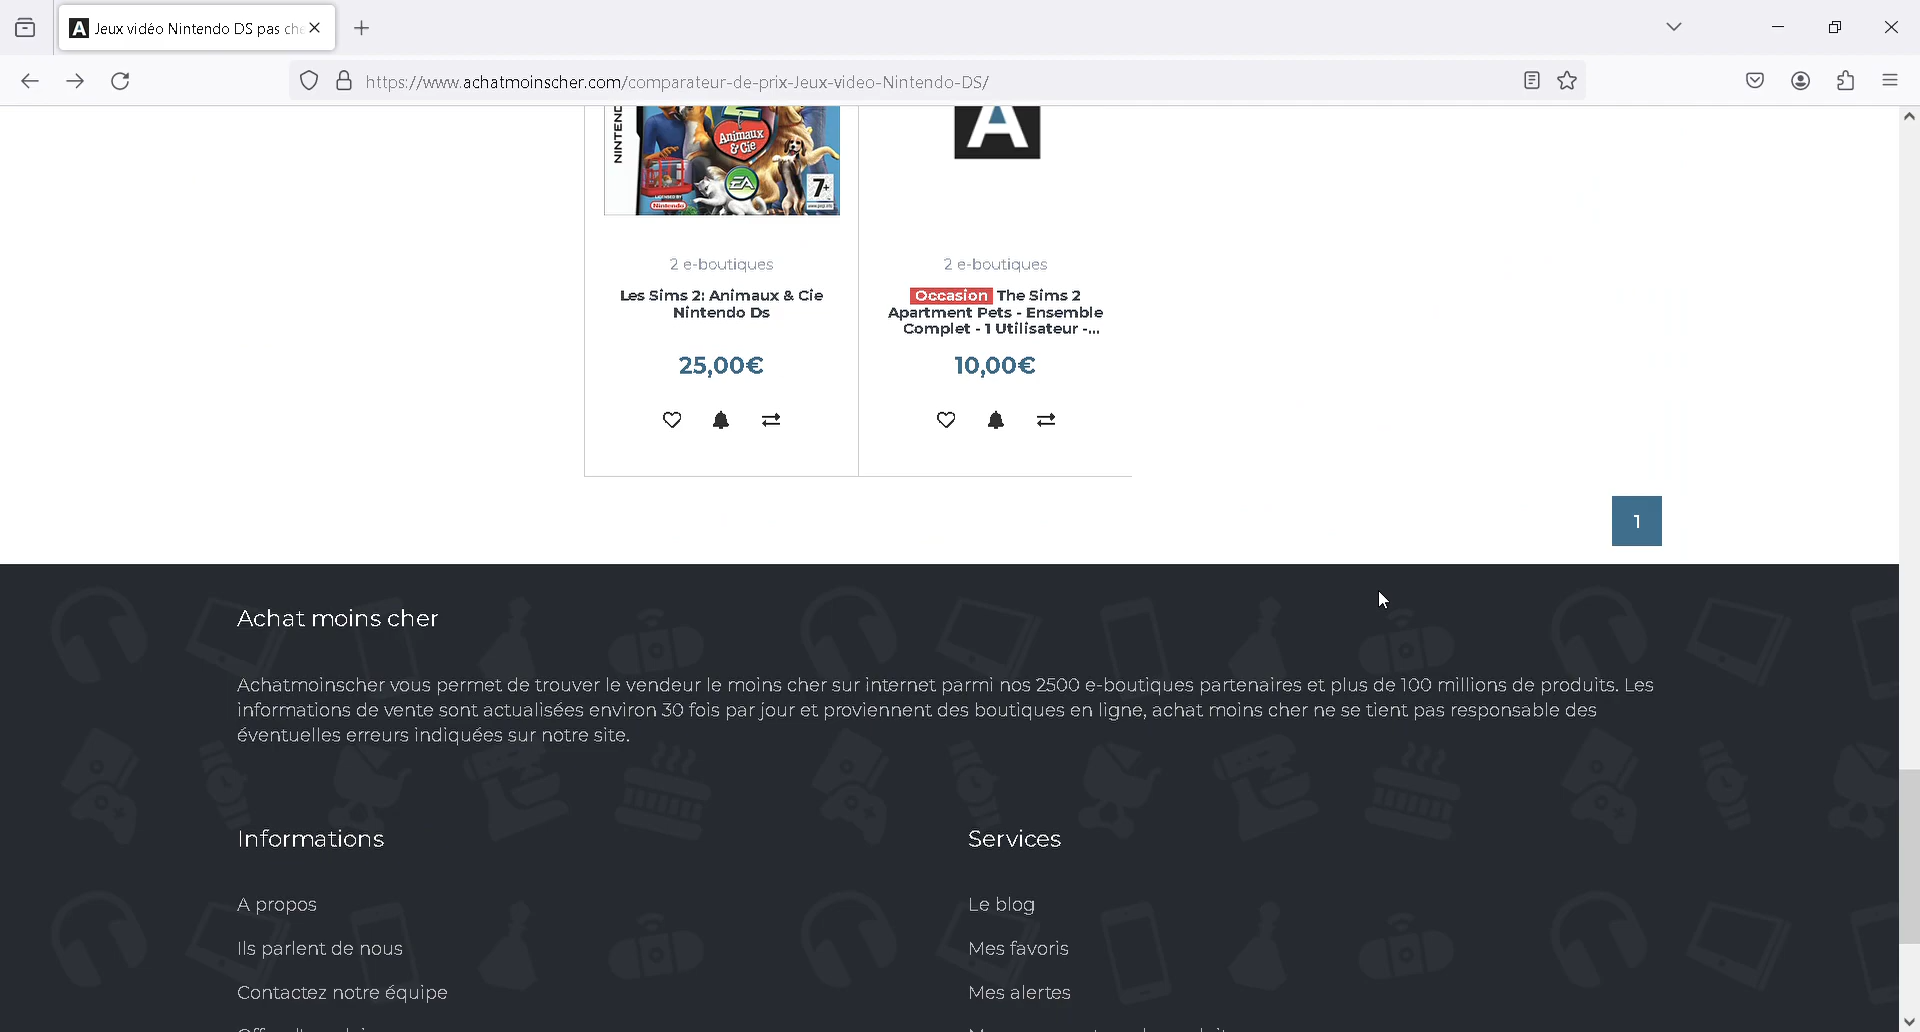 Jeux vidéo Nintendo DS pas che
https://www.achatmoinscher.com/comparateur-de-prix-Jeux-video-Nintendo-DS/
NINTEND
2
Animaux
& Cie
EA
LICENSED BY
Nintendo
7+
A
2 e-boutiques
Les Sims 2: Animaux & Cie
Nintendo Ds
25,00€
2 e-boutiques
Occasion The Sims 2
Apartment Pets - Ensemble
Complet - 1 Utilisateur -...
10,00€
1
Achat moins cher
Achatmoinscher vous permet de trouver le vendeur le moins cher sur internet parmi nos 2500 e-boutiques partenaires et plus de 100 millions de produits. Les
informations de vente sont actualisées environ 30 fois par jour et proviennent des boutiques en ligne, achat moins cher ne se tient pas responsable des
éventuelles erreurs indiquées sur notre site.
Informations
A propos
Ils parlent de nous
Contactez notre équipe
Services
Le blog
Mes favoris
Mes alertes